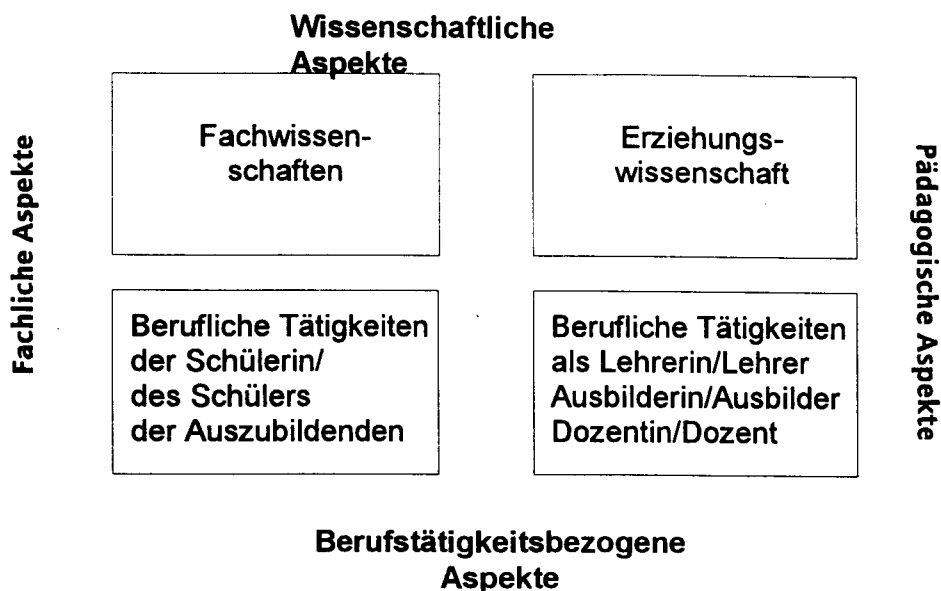 Wissenschaftliche
Aspekte
Fachliche Aspekte
Fachwissen-
schaften
Erziehungs-
wissenschaft
Pädagogische Aspekte
Berufliche Tätigkeiten
der Schülerin/
des Schülers
der Auszubildenden
Berufliche Tätigkeiten
als Lehrerin/Lehrer
Ausbilderin/Ausbilder
Dozentin/Dozent
Berufstätigkeitsbezogene
Aspekte